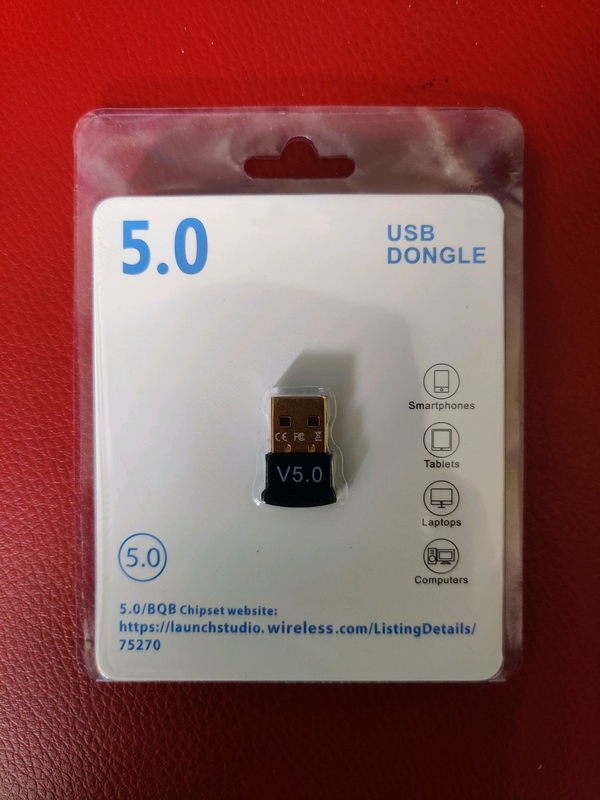 5.0
USB
DONGLE
Smartphones
Tablets
Laptops
Computers
CE FC
V5.0
5.0
5.0/BQB Chipset website:
https://launchstudio.wireless.com/ListingDetails/
75270